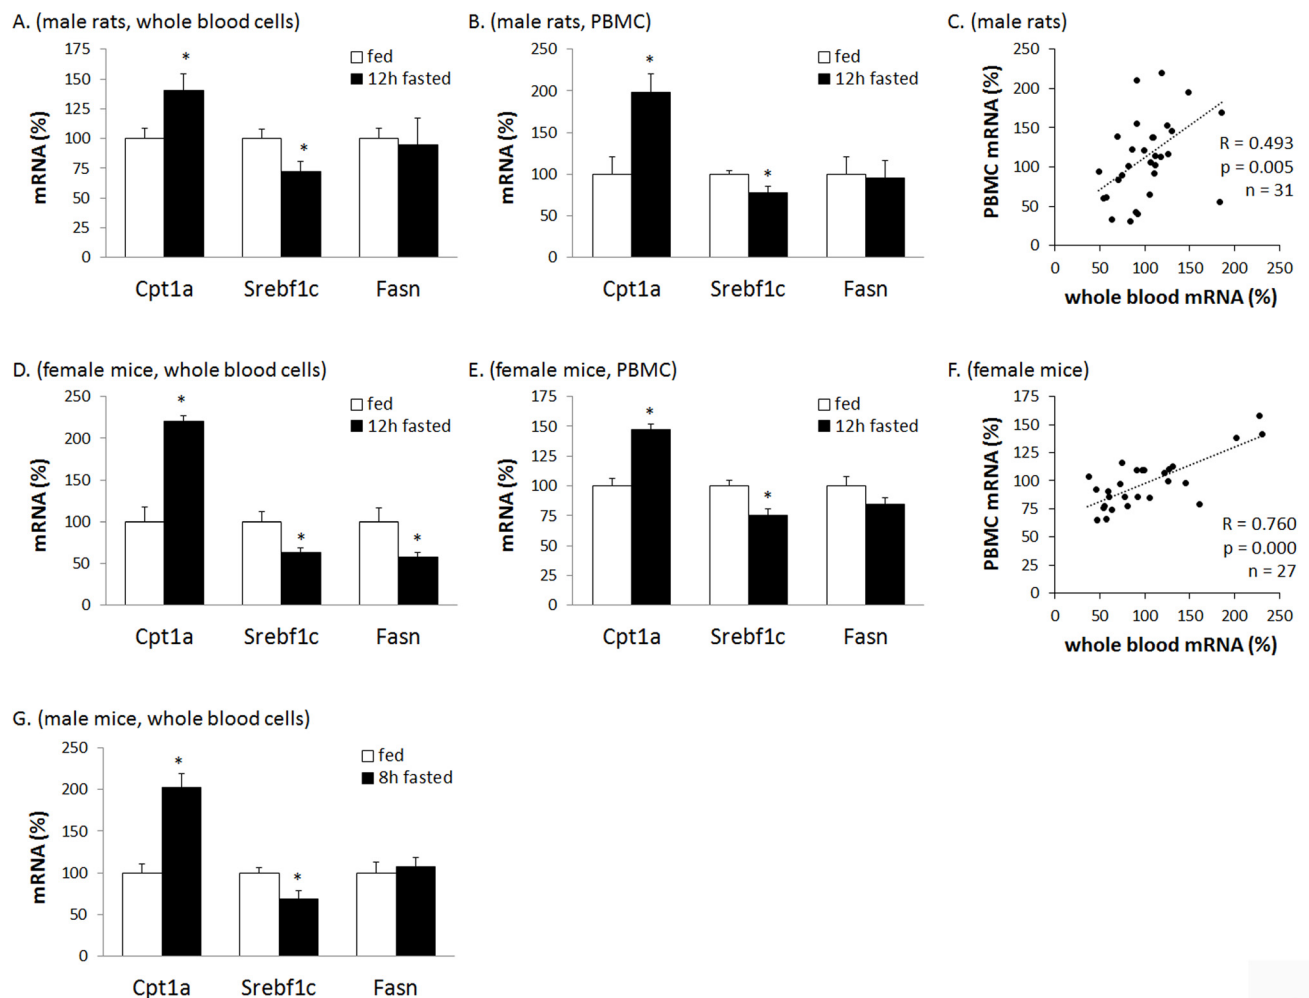 A. (male rats, whole blood cells)
mRNA (%)
175
150
125
100
75
50
25
0
fed
12h fasted
*
*
Cpt1a Srebf1c Fasn
B. (male rats, PBMC)
mRNA (%)
250
200
150
100
50
0
fed
12h fasted
*
*
Cpt1a Srebf1c Fasn
C. (male rats)
PBMC mRNA (%)
250
200
150
100
50
0
R = 0.493
p = 0.005
n = 31
0 50 100 150 200 250
whole blood mRNA (%)
D. (female mice, whole blood cells)
mRNA (%)
250
200
150
100
50
0
fed
12h fasted
*
*
*
Cpt1a Srebf1c Fasn
E. (female mice, PBMC)
mRNA (%)
175
150
125
100
75
50
25
0
fed
12h fasted
*
*
Cpt1a Srebf1c Fasn
F. (female mice)
PBMC mRNA (%)
175
150
125
100
75
50
25
0
R = 0.760
p = 0.000
n = 27
0 50 100 150 200 250
whole blood mRNA (%)
G. (male mice, whole blood cells)
mRNA (%)
250
200
150
100
50
0
fed
8h fasted
*
*
Cpt1a Srebf1c Fasn